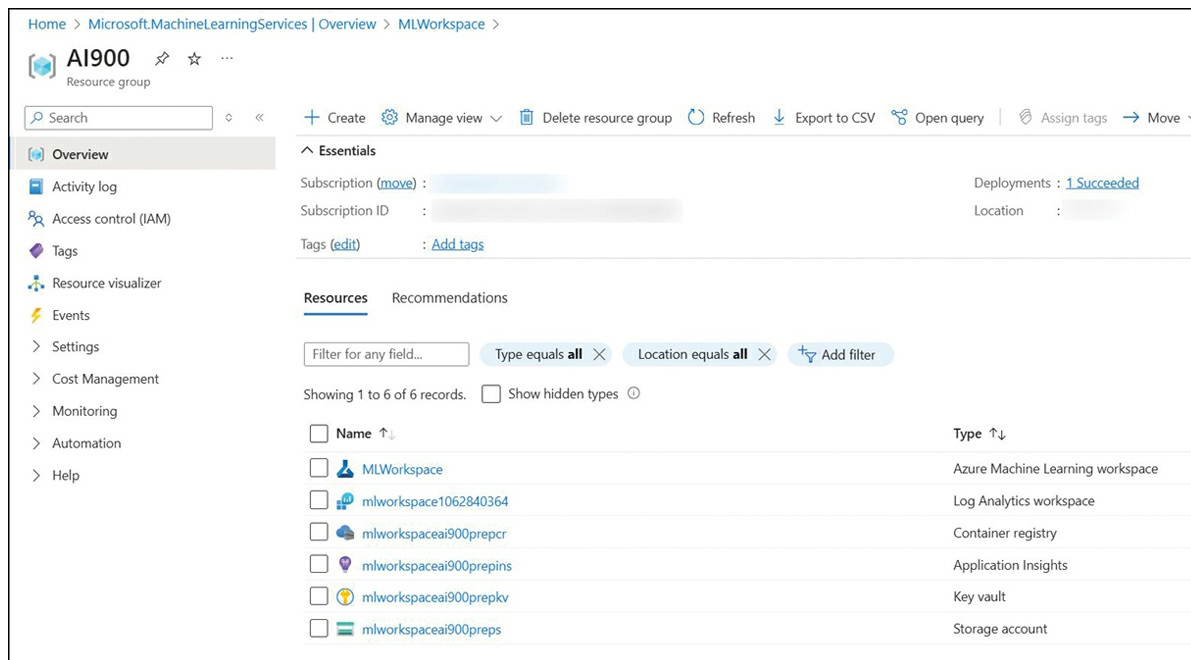 Home > Microsoft.MachineLearningServices | Overview > MLWorkspace >
AI900
Resource group
Search
Overview
Activity log
Access control (IAM)
Tags
Resource visualizer
Events
Settings
Cost Management
Monitoring
Automation
Help
Create Manage view Delete resource group Refresh Export to CSV Open query Assign tags Move
Essentials
Subscription (move) :
Deployments : 1 Succeeded
Subscription ID :
Location :
Tags (edit) : Add tags
Resources Recommendations
Filter for any field... Type equals all Location equals all Add filter
Showing 1 to 6 of 6 records. Show hidden types
Name Type
MLWorkspace Azure Machine Learning workspace
mlworkspace1062840364 Log Analytics workspace
mlworkspaceai900prepcr Container registry
mlworkspaceai900prepins Application Insights
mlworkspaceai900prepkv Key vault
mlworkspaceai900preps Storage account